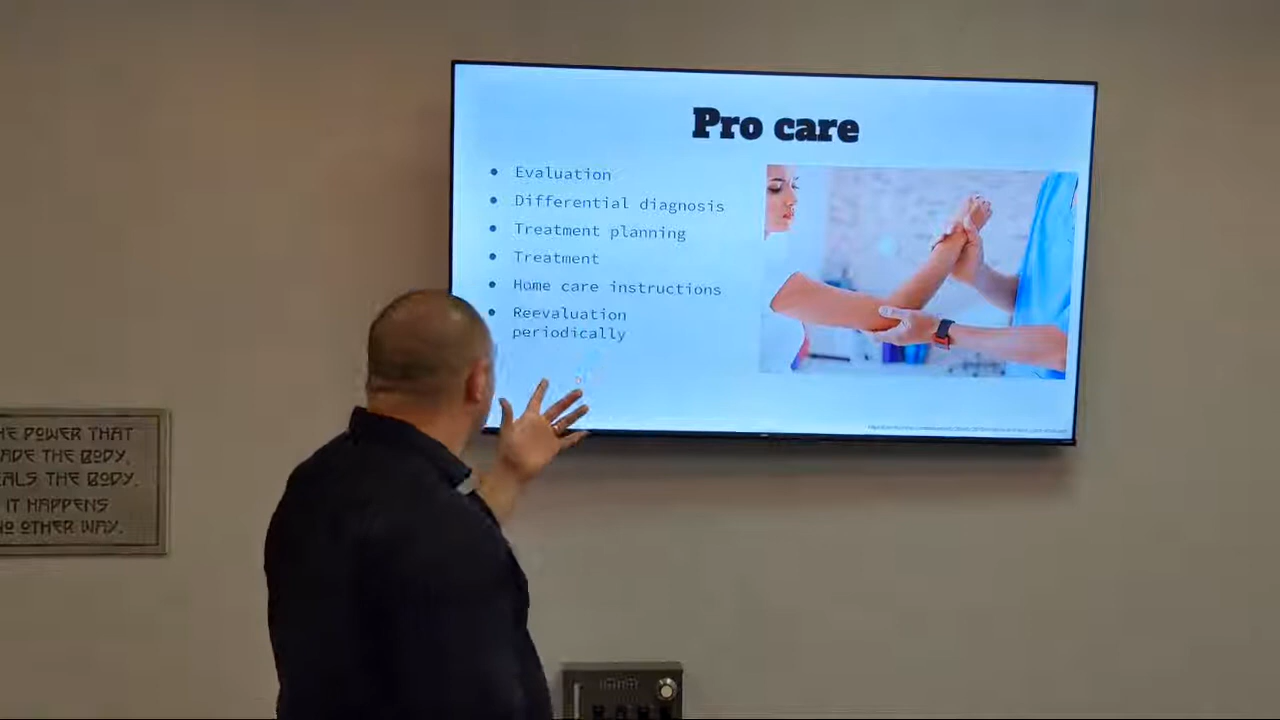 Pro care
• Evaluation
• Differential diagnosis
• Treatment planning
• Treatment
• Home care instructions
• Reevaluation
periodically
HE POWER THAT
ADE THE BODY,
ALS THE BODY.
IT HAPPENS
NO OTHER WAY.